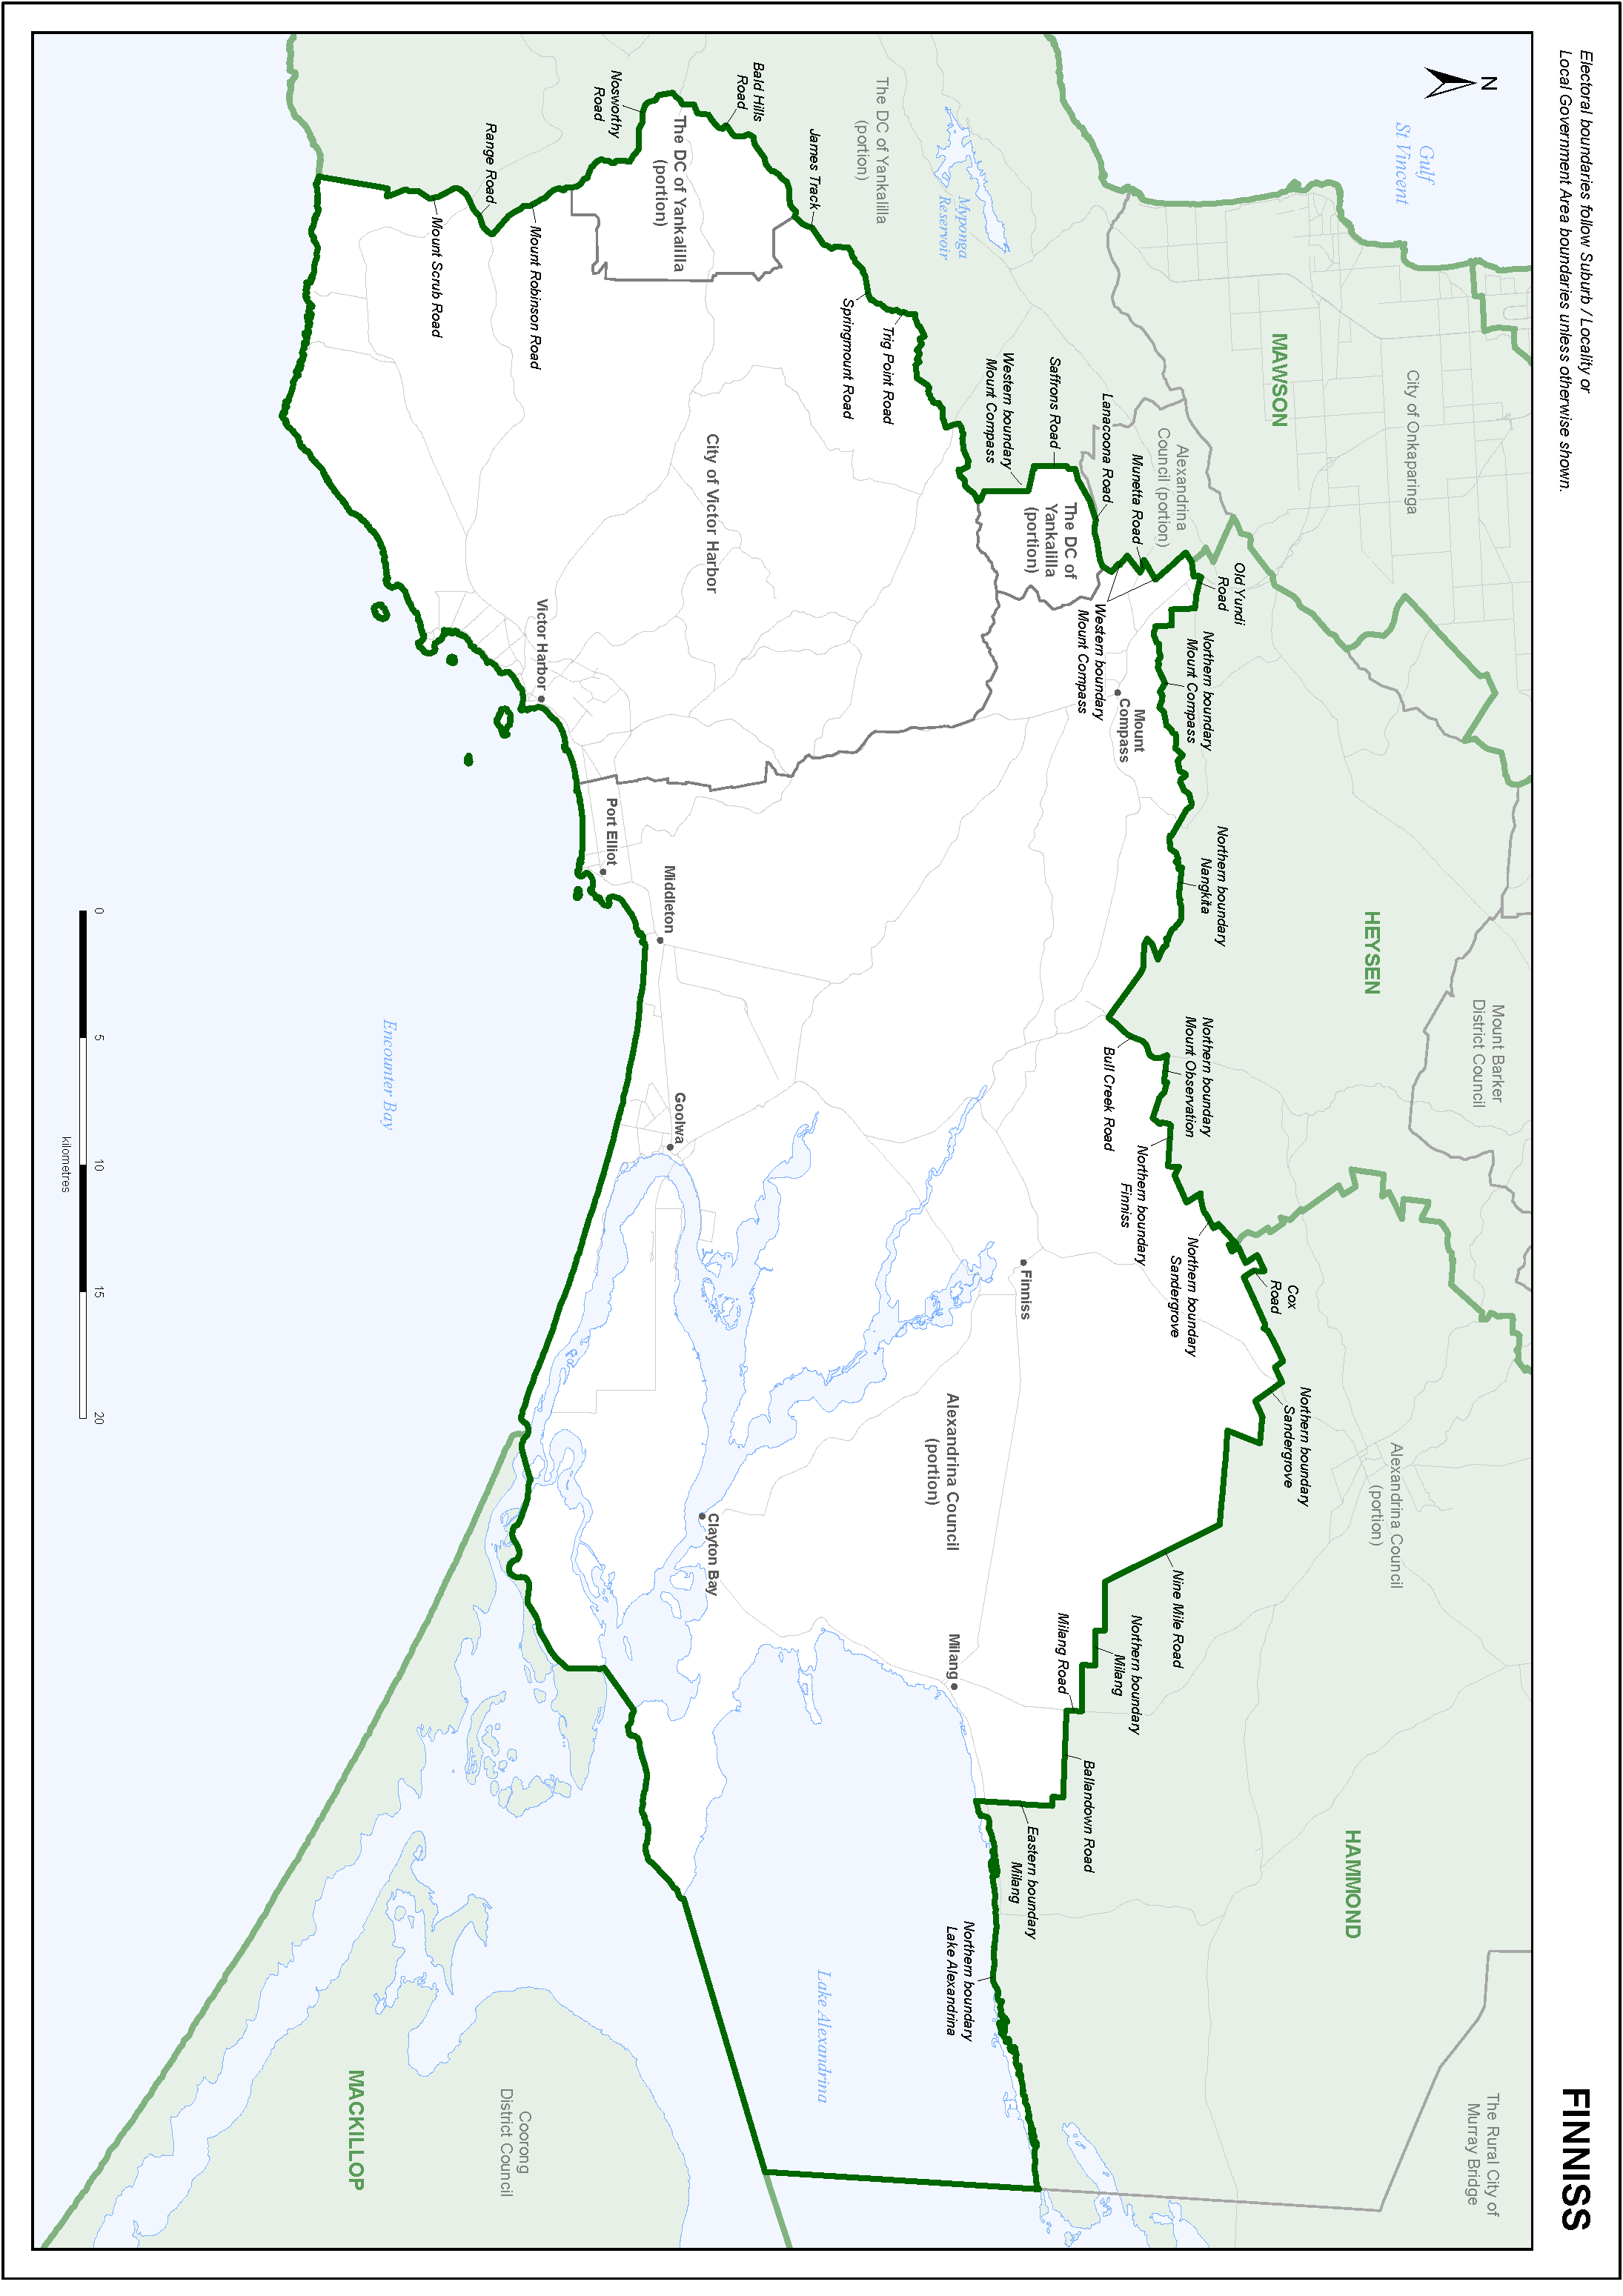 Electoral boundaries follow Suburb / Locality or
Local Government Area boundaries unless otherwise shown.
FINNISS
N
Gulf
St Vincent
MAWSON
City of Onkaparinga
HEYSEN
Mount Barker
District Council
HAMMOND
The Rural City of
Murray Bridge
Alexandrina
Council (portion)
Alexandrina Council
(portion)
Old Yundi
Road
Northern boundary
Mount Compass
Northern boundary
Nangkita
Northern boundary
Mount Observation
Cox
Road
Northern boundary
Sandergrove
Northern boundary
Sandergrove
Northern boundary
Finniss
Bull Creek Road
Nine Mile Road
Northern boundary
Milang
Milang Road
Ballandown Road
Eastern boundary
Milang
Northern boundary
Lake Alexandrina
Munetta Road
Lanacoona Road
Saffrons Road
Western boundary
Mount Compass
Western boundary
Mount Compass
Mount
Compass
The DC of
Yankalilla
(portion)
Myponga
Reservoir
The DC of Yankalilla
(portion)
Trig Point Road
Springmount Road
James Track
Bald Hills
Road
The DC of Yankalilla
(portion)
Nosworthy
Road
Range Road
Mount Robinson Road
Mount Scrub Road
City of Victor Harbor
Victor Harbor
Port Elliot
Middleton
Goolwa
Finniss
Alexandrina Council
(portion)
Clayton Bay
Milang
Lake Alexandrina
Encounter Bay
Coorong
District Council
MACKILLOP
0
5
10
15
20
kilometres